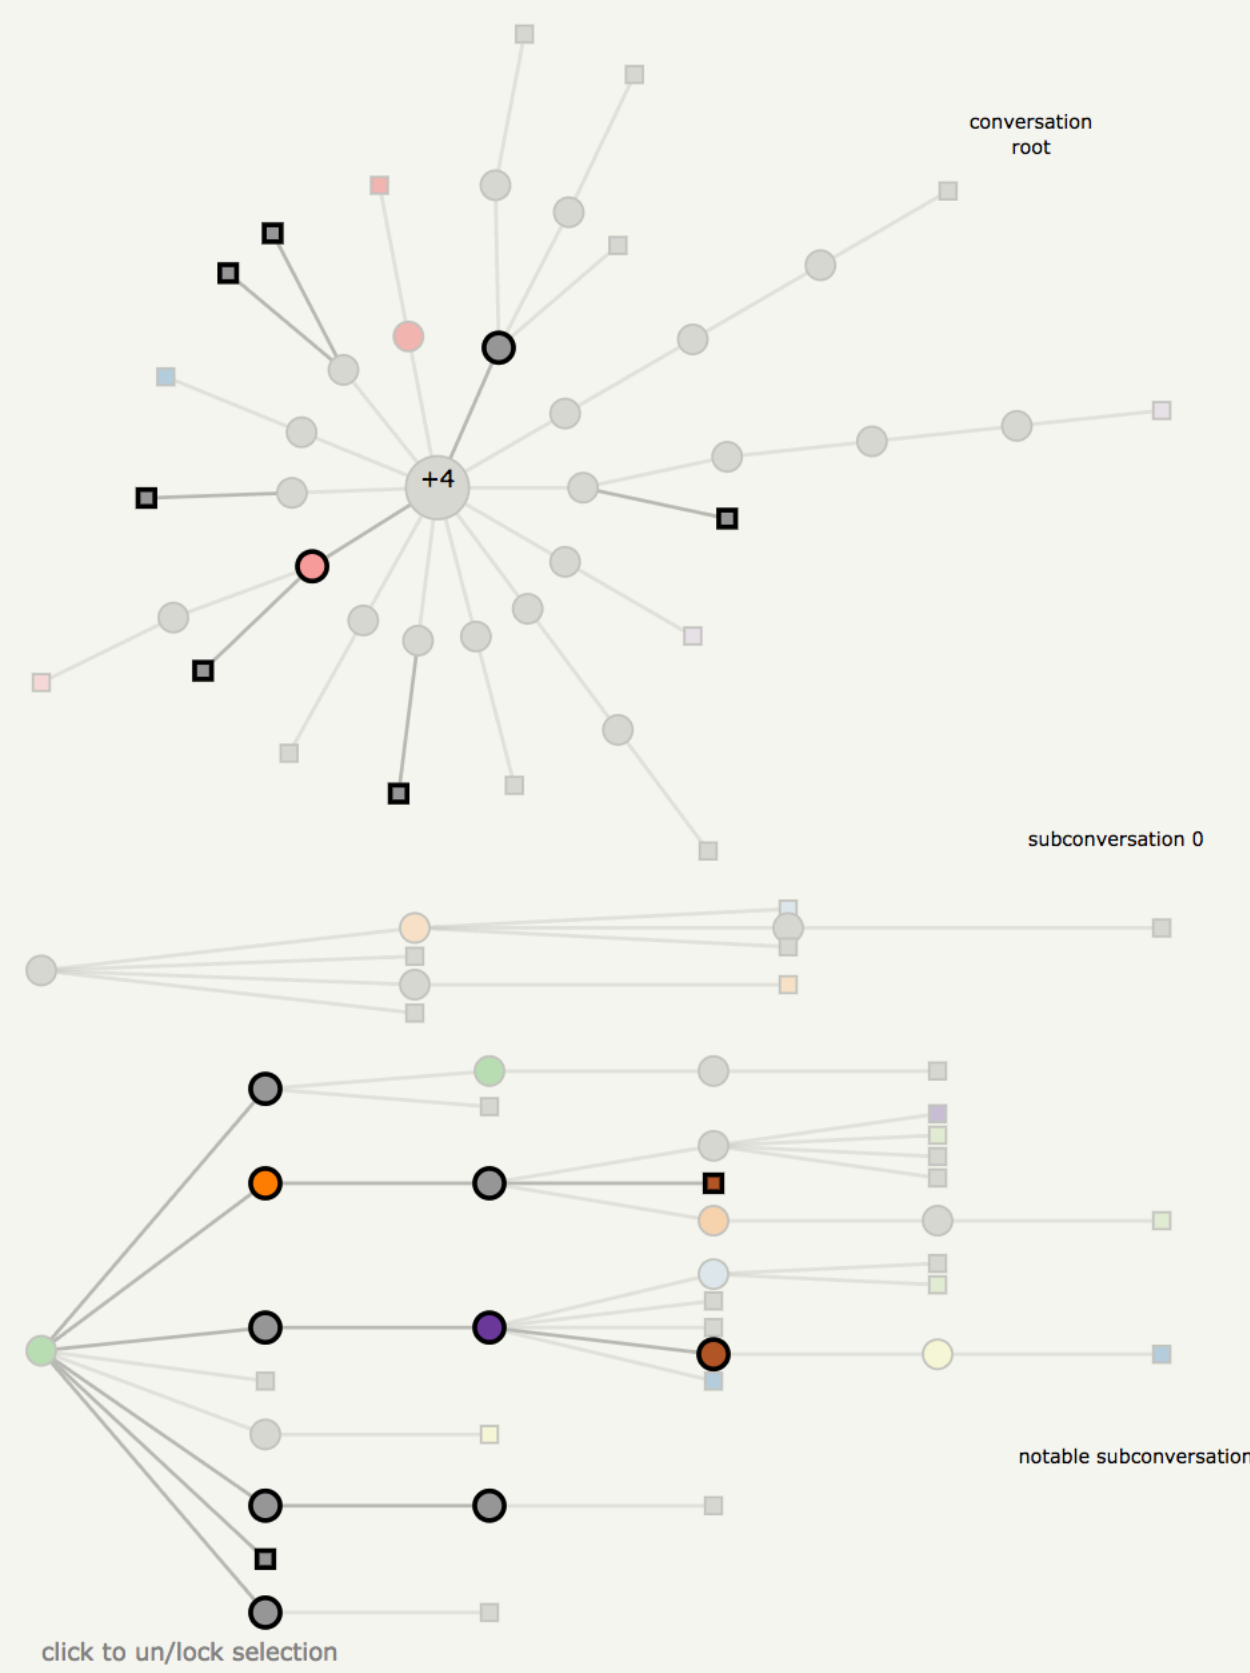 conversation
root
+4
subconversation 0
notable subconversation
click to un/lock selection